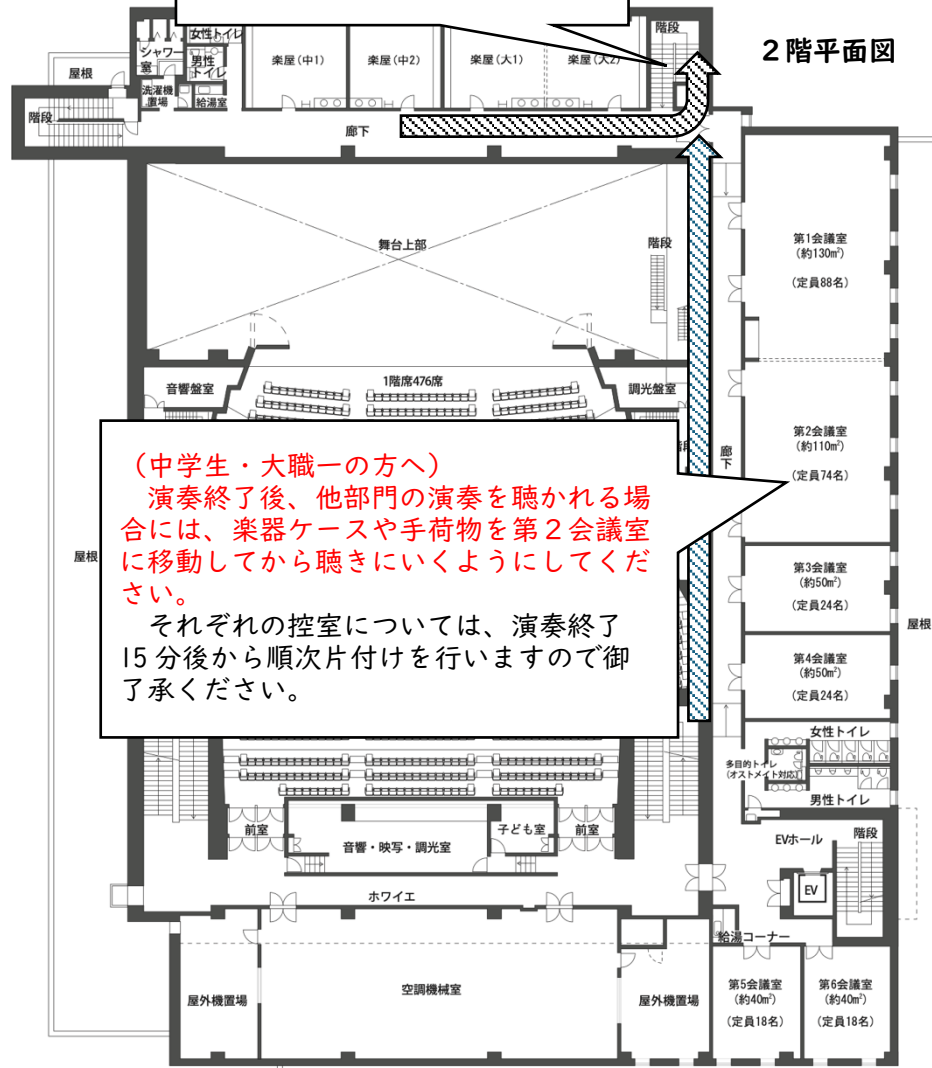 ２階平面図
女性トイレ
シャワー
室
男性
トイレ
洗濯機
置場
給湯室
楽屋(中1)
楽屋(中2)
楽屋(大1)
楽屋(大2)
階段
屋根
階段
廊下
舞台上部
階段
第1会議室
(約130㎡)
(定員88名)
音響盤室
1階席476席
調光盤室
第2会議室
(約110㎡)
(定員74名)
廊下
（中学生・大職一の方へ）
　演奏終了後、他部門の演奏を聴かれる場
合には、楽器ケースや手荷物を第２会議室
に移動してから聴きにいくようにしてくだ
さい。
　それぞれの控室については、演奏終了
15分後から順次片付けを行いますので御
了承ください。
屋根
第3会議室
(約50㎡)
(定員24名)
屋根
第4会議室
(約50㎡)
(定員24名)
女性トイレ
多目的トイレ
(オストメイト対応)
男性トイレ
前室
音響・映写・調光室
子ども室
前室
EVホール
階段
EV
ホワイエ
給湯コーナー
屋外機置場
空調機械室
屋外機置場
第5会議室
(約40㎡)
(定員18名)
第6会議室
(約40㎡)
(定員18名)